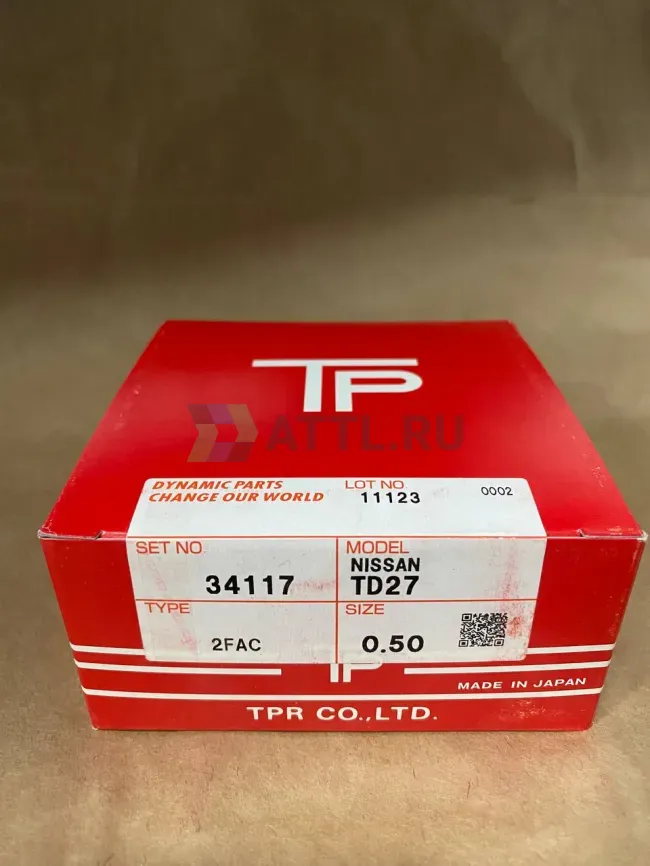 TP
ATTL.RU
DYNAMIC PARTS
CHANGE OUR WORLD
LOT NO.
11123
0002
SET NO.
34117
MODEL
NISSAN
TD27
TYPE
2FAC
SIZE
0.50
TP
MADE IN JAPAN
TPR CO.,LTD.